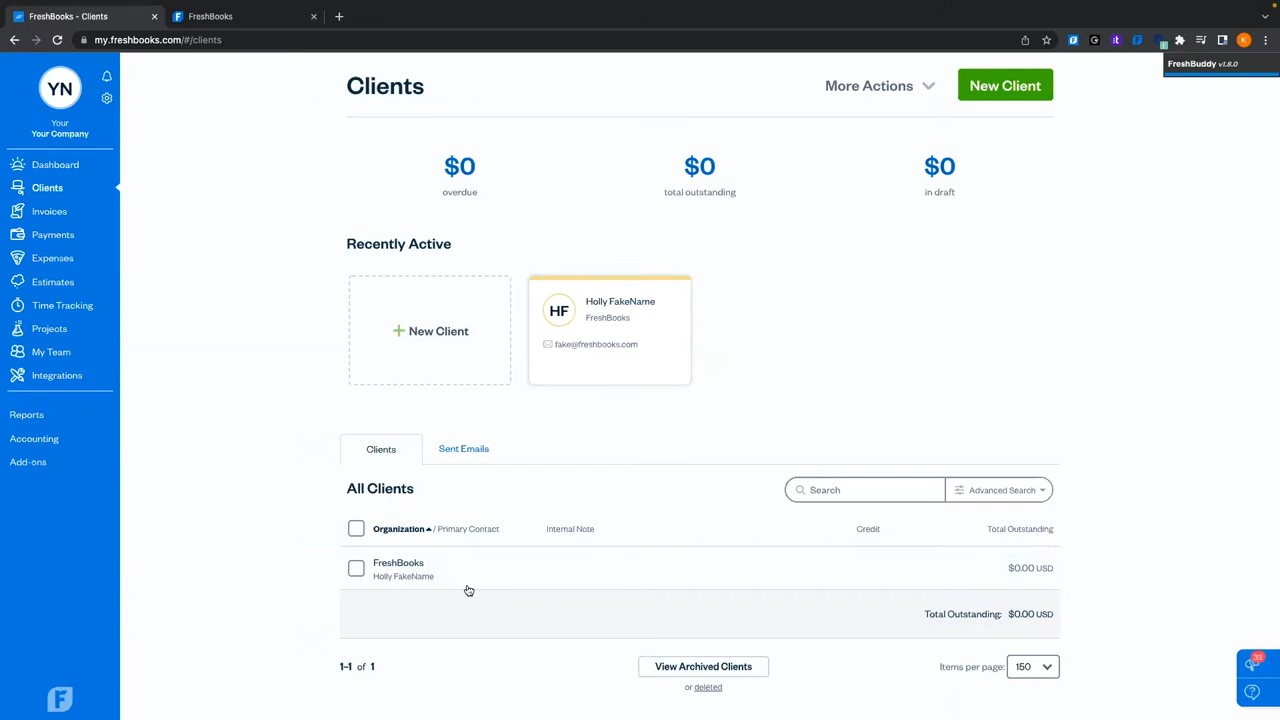 FreshBooks - Clients
FreshBooks
my.freshbooks.com/#/clients
K
FreshBuddy v1.8.0
YN
Your
Your Company
Dashboard
Clients
Invoices
Payments
Expenses
Estimates
Time Tracking
Projects
My Team
Integrations
Reports
Accounting
Add-ons
Clients
More Actions
New Client
$0
overdue
$0
total outstanding
$0
in draft
Recently Active
+ New Client
HF
Holly FakeName
FreshBooks
fake@freshbooks.com
Clients
Sent Emails
All Clients
Search
Advanced Search
Organization / Primary Contact
Internal Note
Credit
Total Outstanding
FreshBooks
Holly FakeName
$0.00 USD
Total Outstanding: $0.00 USD
1-1 of 1
View Archived Clients
or deleted
Items per page: 150
33